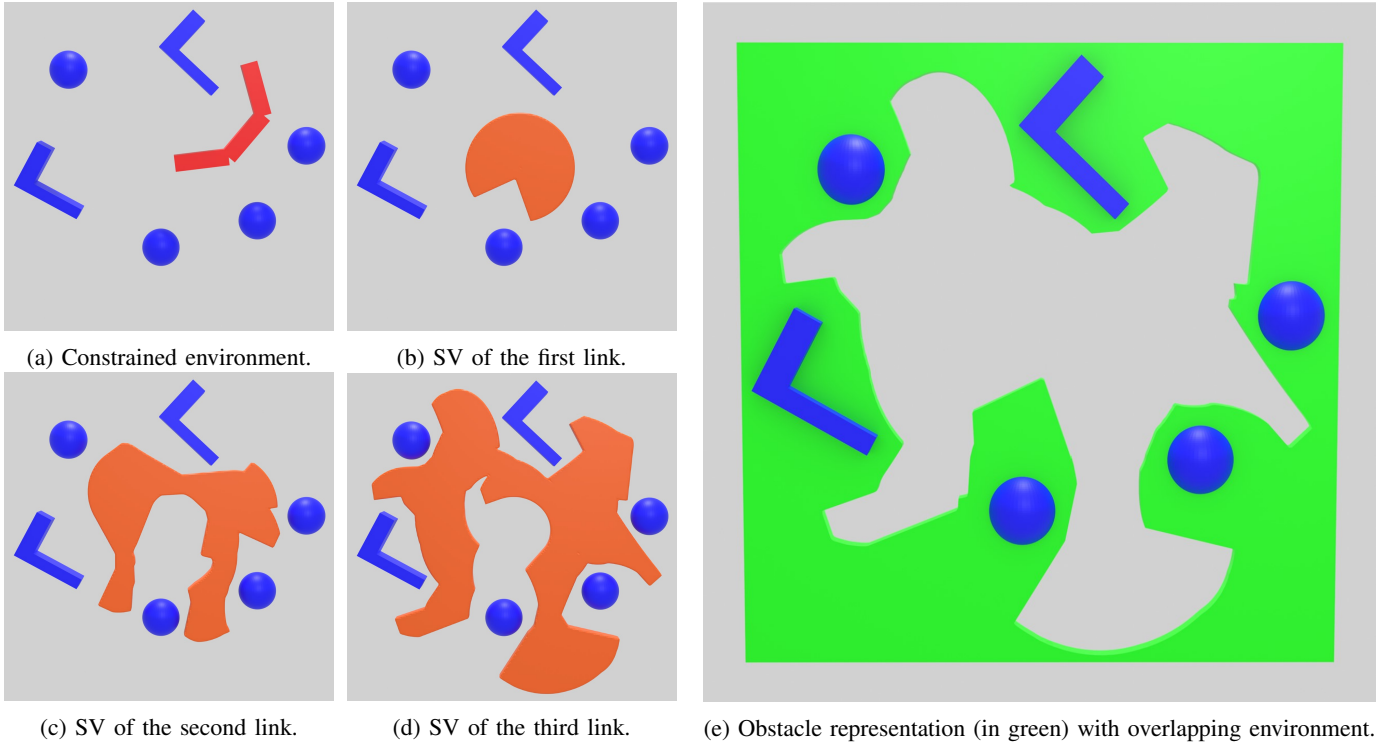 (a) Constrained environment.
(b) SV of the first link.
(c) SV of the second link.
(d) SV of the third link.
(e) Obstacle representation (in green) with overlapping environment.